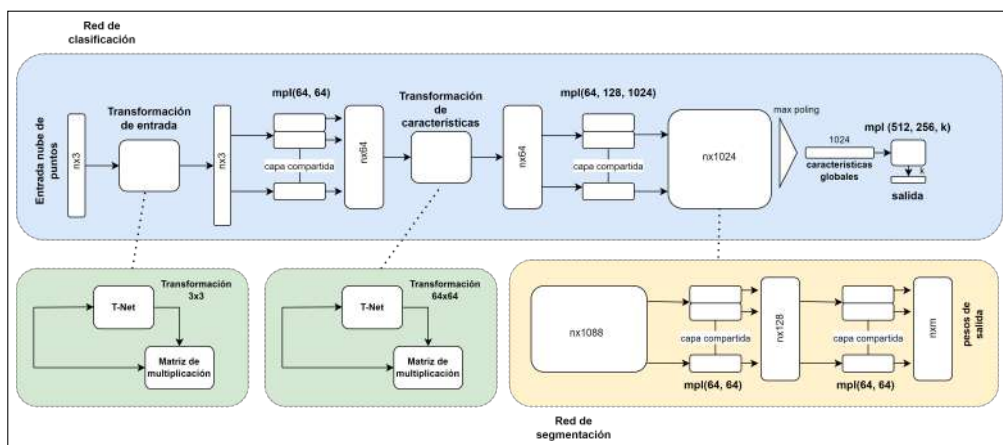 Red de
clasificación
Entrada nube de
puntos
nx3
Transformación
de entrada
nx3
mpl(64, 64)
capa compartida
nx64
Transformación
de
características
nx64
mpl(64, 128, 1024)
capa compartida
nx1024
max poling
1024
características
globales
mpl (512, 256, k)
k
salida
Transformación
3x3
T-Net
Matriz de
multiplicación
Transformación
64x64
T-Net
Matriz de
multiplicación
nx1088
capa compartida
mpl(64, 64)
nx128
capa compartida
mpl(64, 64)
nxm
pesos de
salida
Red de
segmentación